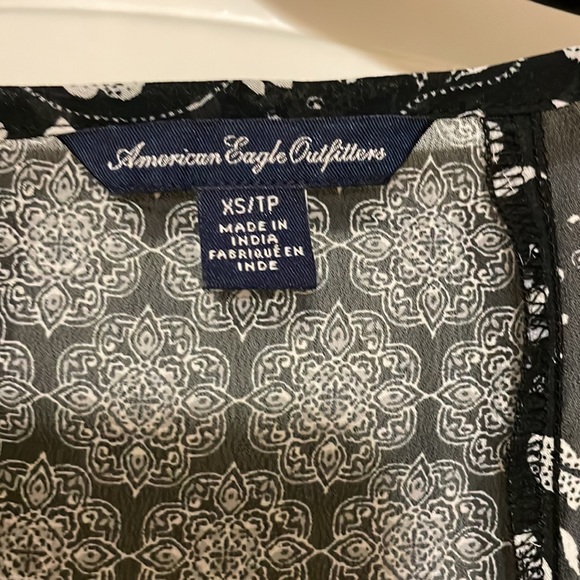 American Eagle Outfitters
XS/TP
MADE IN
INDIA
FABRIQUÉ EN
INDE